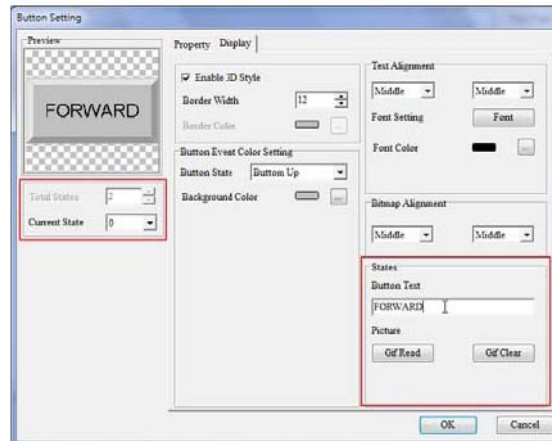 Button Setting
Preview
FORWARD
Total States 2
Current State 0
Property Display
Enable 3D Style
Border Width 12
Border Color ...
Button Event Color Setting
Button State Button Up
Background Color ...
Text Alignment
Middle Middle
Font Setting Font
Font Color ...
Bitmap Alignment
Middle Middle
States
Button Text
FORWARD
Picture
Gif Read Gif Clear
OK Cancel